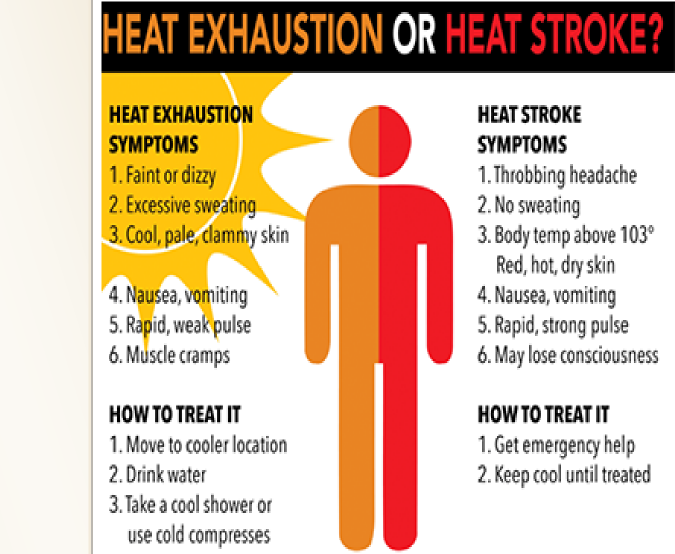 HEAT EXHAUSTION OR HEAT STROKE?
HEAT EXHAUSTION
SYMPTOMS
1. Faint or dizzy
2. Excessive sweating
3. Cool, pale, clammy skin
4. Nausea, vomiting
5. Rapid, weak pulse
6. Muscle cramps
HOW TO TREAT IT
1. Move to cooler location
2. Drink water
3. Take a cool shower or
use cold compresses
HEAT STROKE
SYMPTOMS
1. Throbbing headache
2. No sweating
3. Body temp above 103°
Red, hot, dry skin
4. Nausea, vomiting
5. Rapid, strong pulse
6. May lose consciousness
HOW TO TREAT IT
1. Get emergency help
2. Keep cool until treated